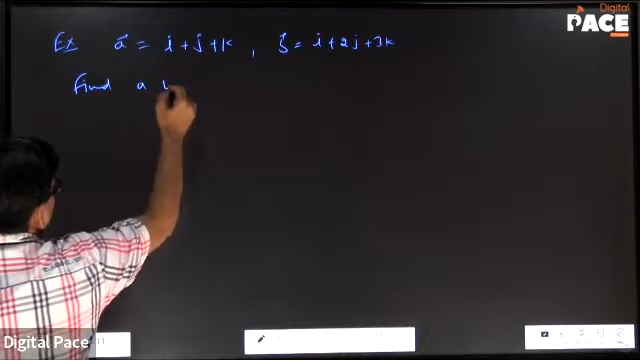 Digital
PACE
Ex a⃗ = i + j + k , b⃗ = i + 2j + 3k
Find a
Digital Pace